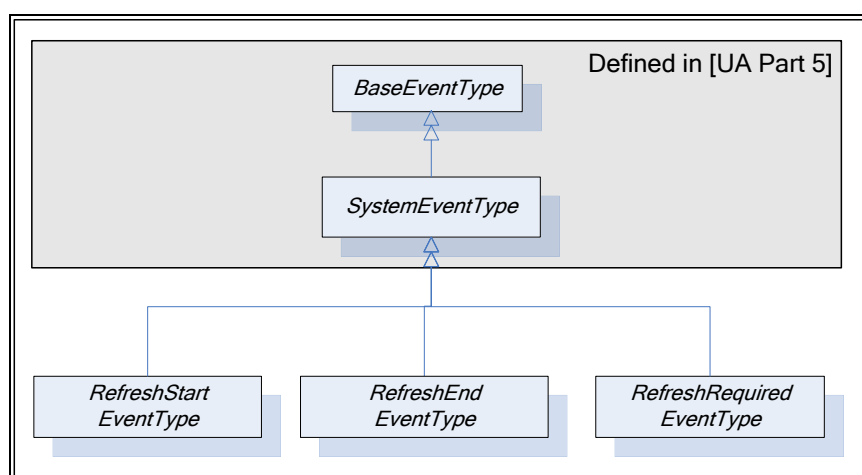 Defined in [UA Part 5]
BaseEventType
SystemEventType
RefreshStart
EventType
RefreshEnd
EventType
RefreshRequired
EventType